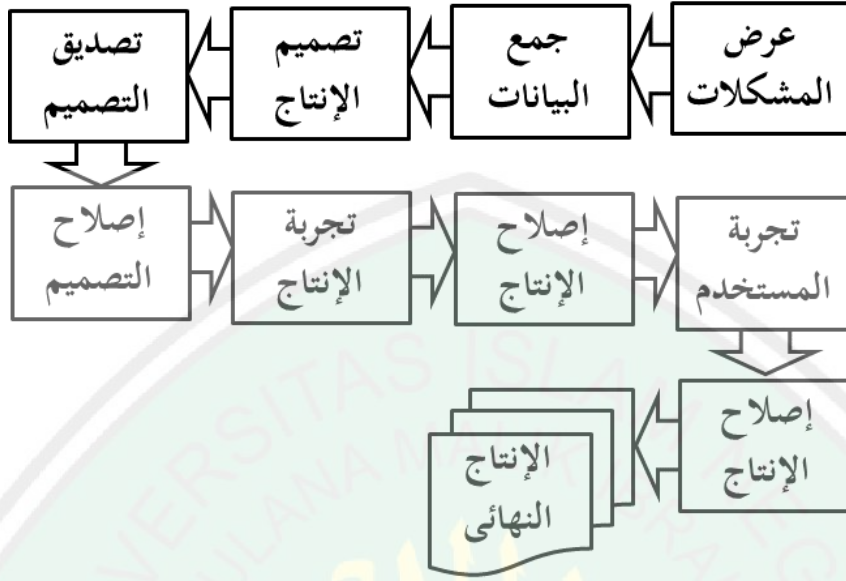 عرض
المشكلات
جمع
البيانات
تصميم
الإنتاج
تصديق
التصميم
إصلاح
التصميم
تجربة
الإنتاج
إصلاح
الإنتاج
تجربة
المستخدم
إصلاح
الإنتاج
الإنتاج
النهائى